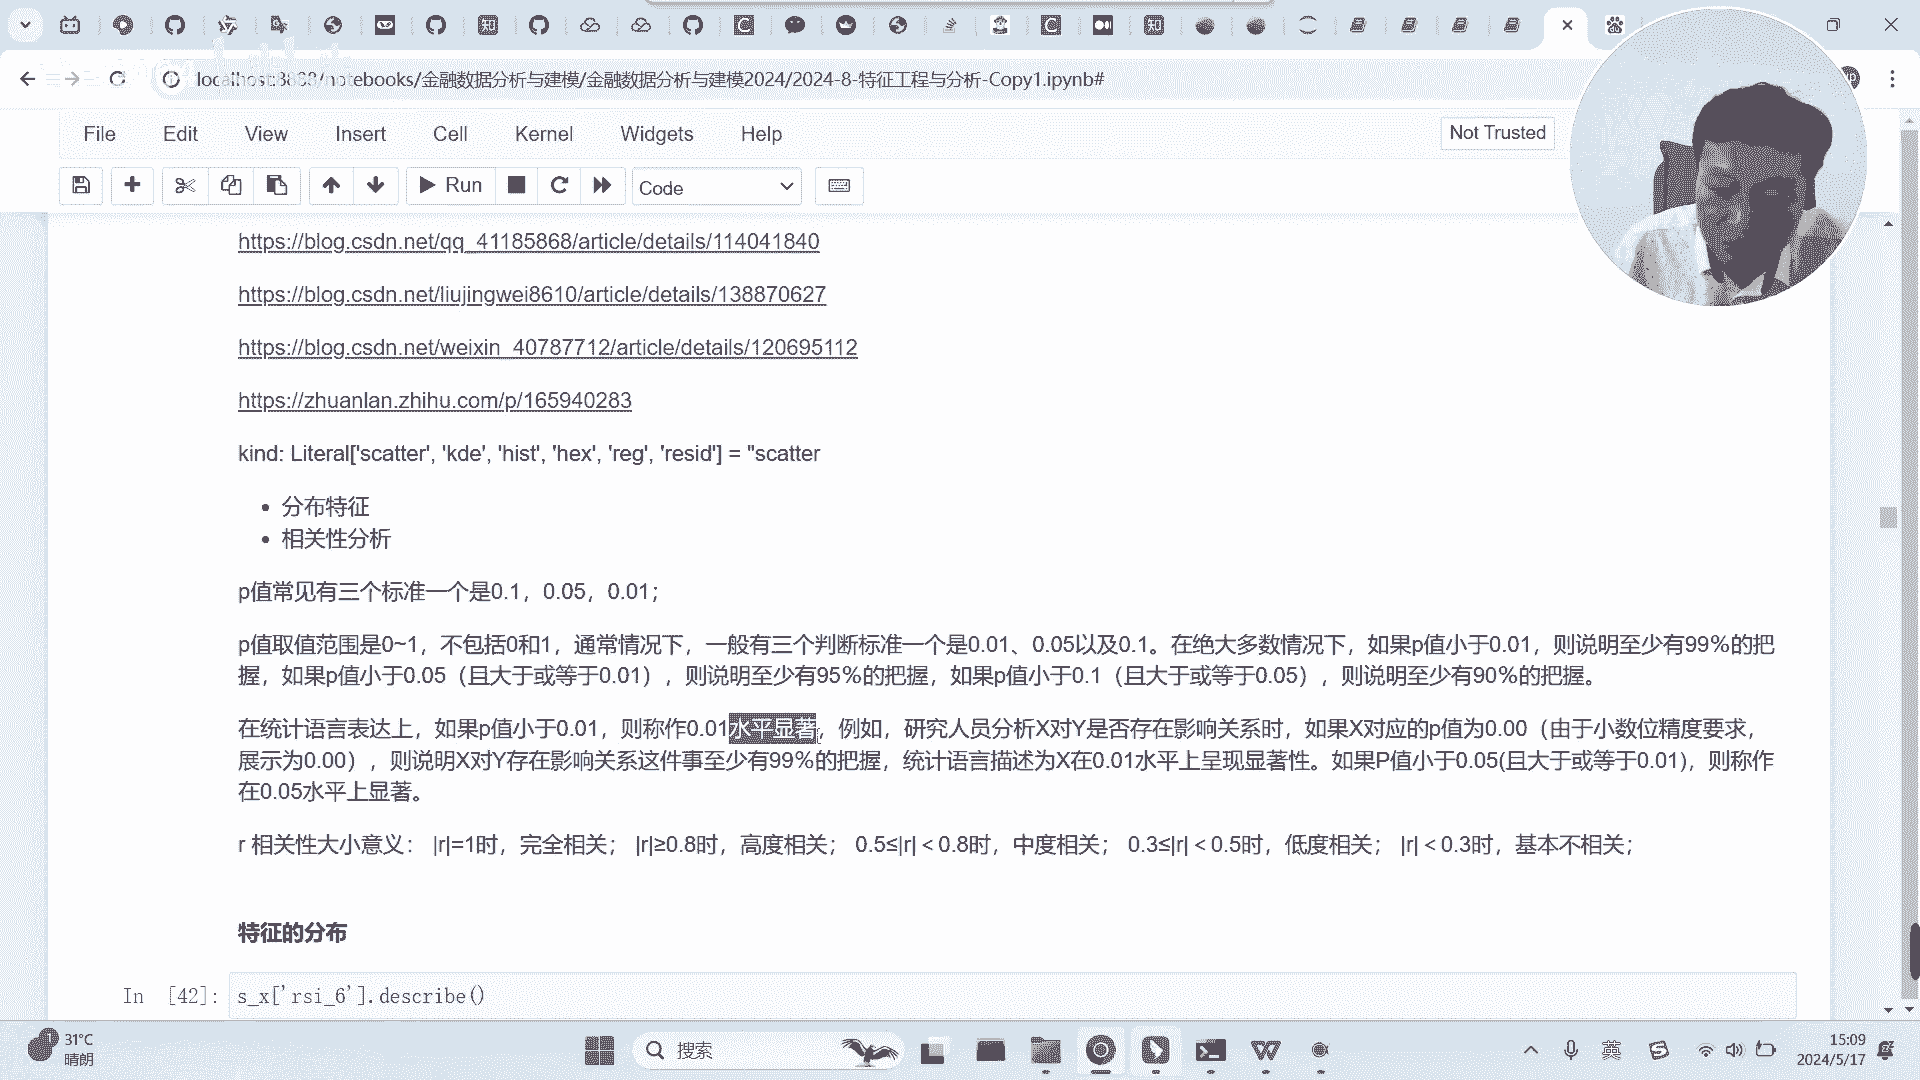 localhost:8888/notebooks/金融数据分析与建模/金融数据分析与建模2024/2024-8-特征工程与分析-Copy1.ipynb#
File Edit View Insert Cell Kernel Widgets Help
Not Trusted
Run
Code
https://blog.csdn.net/qq_41185868/article/details/114041840
https://blog.csdn.net/liujingwei8610/article/details/138870627
https://blog.csdn.net/weixin_40787712/article/details/120695112
https://zhuanlan.zhihu.com/p/165940283
kind: Literal['scatter', 'kde', 'hist', 'hex', 'reg', 'resid'] = "scatter
• 分布特征
• 相关性分析
p值常见有三个标准一个是0.1，0.05，0.01；
p值取值范围是0~1，不包括0和1，通常情况下，一般有三个判断标准一个是0.01、0.05以及0.1。在绝大多数情况下，如果p值小于0.01，则说明至少有99%的把
握，如果p值小于0.05（且大于或等于0.01），则说明至少有95%的把握，如果p值小于0.1（且大于或等于0.05），则说明至少有90%的把握。
在统计语言表达上，如果p值小于0.01，则称作0.01水平显著，例如，研究人员分析X对Y是否存在影响关系时，如果X对应的p值为0.00（由于小数位精度要求，
展示为0.00），则说明X对Y存在影响关系这件事至少有99%的把握，统计语言描述为X在0.01水平上呈现显著性。如果P值小于0.05(且大于或等于0.01)，则称作
在0.05水平上显著。
r 相关性大小意义： |r|=1时，完全相关； |r|≥0.8时，高度相关； 0.5≤|r|＜0.8时，中度相关； 0.3≤|r|＜0.5时，低度相关； |r|＜0.3时，基本不相关；
特征的分布
In [42]: s_x['rsi_6'].describe()
31°C
晴朗
搜索
英
15:09
2024/5/17